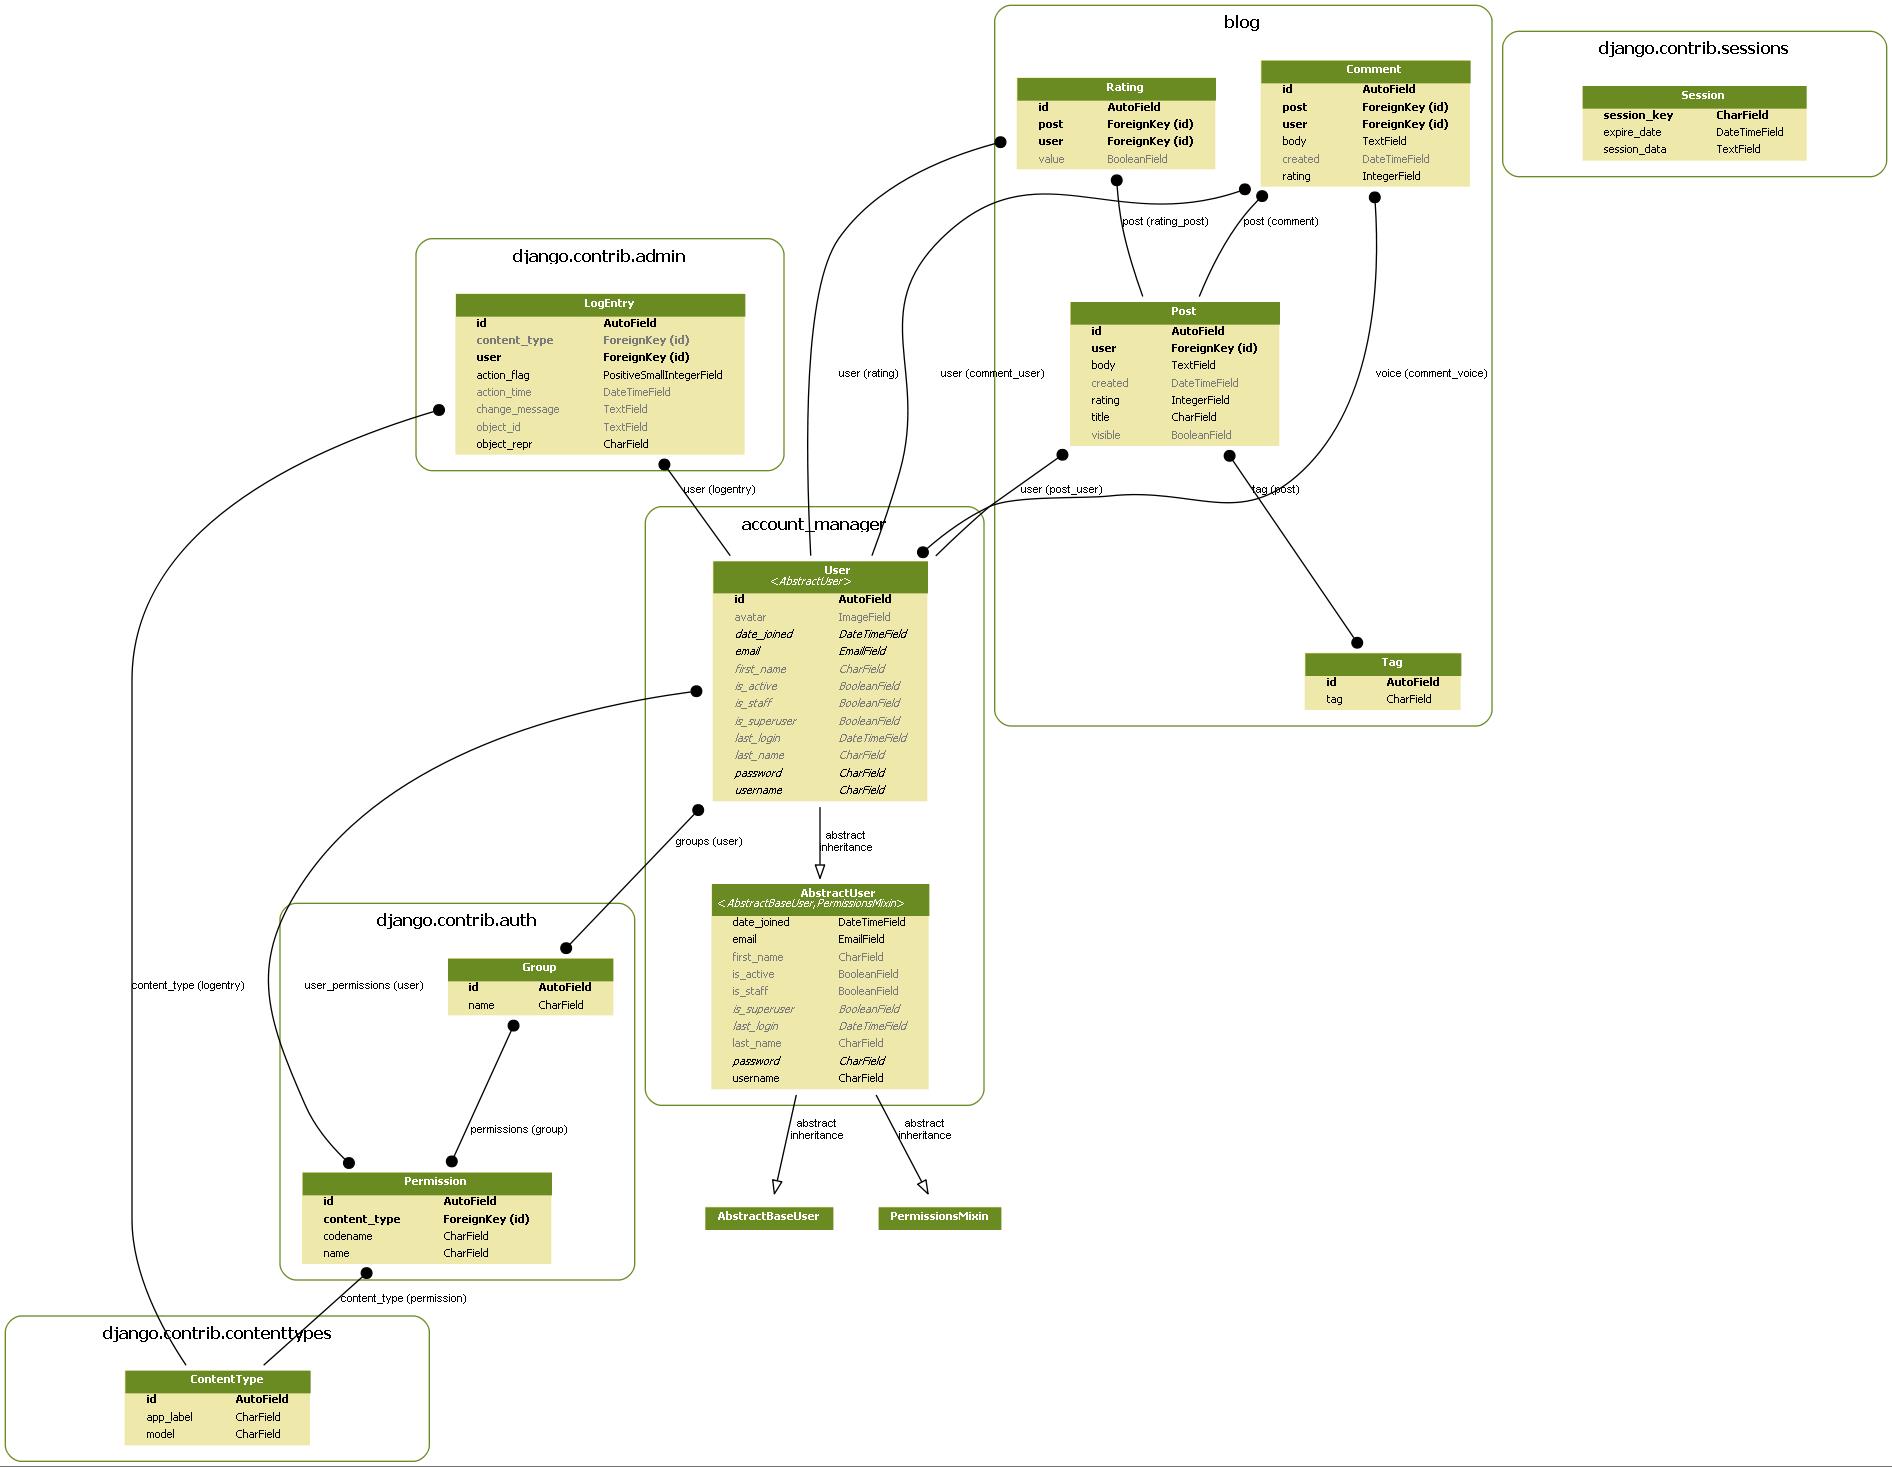 blog
Rating
id AutoField
post ForeignKey (id)
user ForeignKey (id)
value BooleanField
Comment
id AutoField
post ForeignKey (id)
user ForeignKey (id)
body TextField
created DateTimeField
rating IntegerField
django.contrib.sessions
Session
session_key CharField
expire_date DateTimeField
session_data TextField
post (rating_post)
post (comment)
django.contrib.admin
LogEntry
id AutoField
content_type ForeignKey (id)
user ForeignKey (id)
action_flag PositiveSmallIntegerField
action_time DateTimeField
change_message TextField
object_id TextField
object_repr CharField
Post
id AutoField
user ForeignKey (id)
body TextField
created DateTimeField
rating IntegerField
title CharField
visible BooleanField
user (rating)
user (comment_user)
voice (comment_voice)
user (logentry)
user (post_user)
tag (post)
account_manager
User
<AbstractUser>
id AutoField
avatar ImageField
date_joined DateTimeField
email EmailField
first_name CharField
is_active BooleanField
is_staff BooleanField
is_superuser BooleanField
last_login DateTimeField
last_name CharField
password CharField
username CharField
Tag
id AutoField
tag CharField
groups (user)
abstract
inheritance
AbstractUser
<AbstractBaseUser,PermissionsMixin>
date_joined DateTimeField
email EmailField
first_name CharField
is_active BooleanField
is_staff BooleanField
is_superuser BooleanField
last_login DateTimeField
last_name CharField
password CharField
username CharField
django.contrib.auth
Group
id AutoField
name CharField
content_type (logentry)
user_permissions (user)
permissions (group)
abstract
inheritance
abstract
inheritance
Permission
id AutoField
content_type ForeignKey (id)
codename CharField
name CharField
AbstractBaseUser
PermissionsMixin
content_type (permission)
django.contrib.contenttypes
ContentType
id AutoField
app_label CharField
model CharField